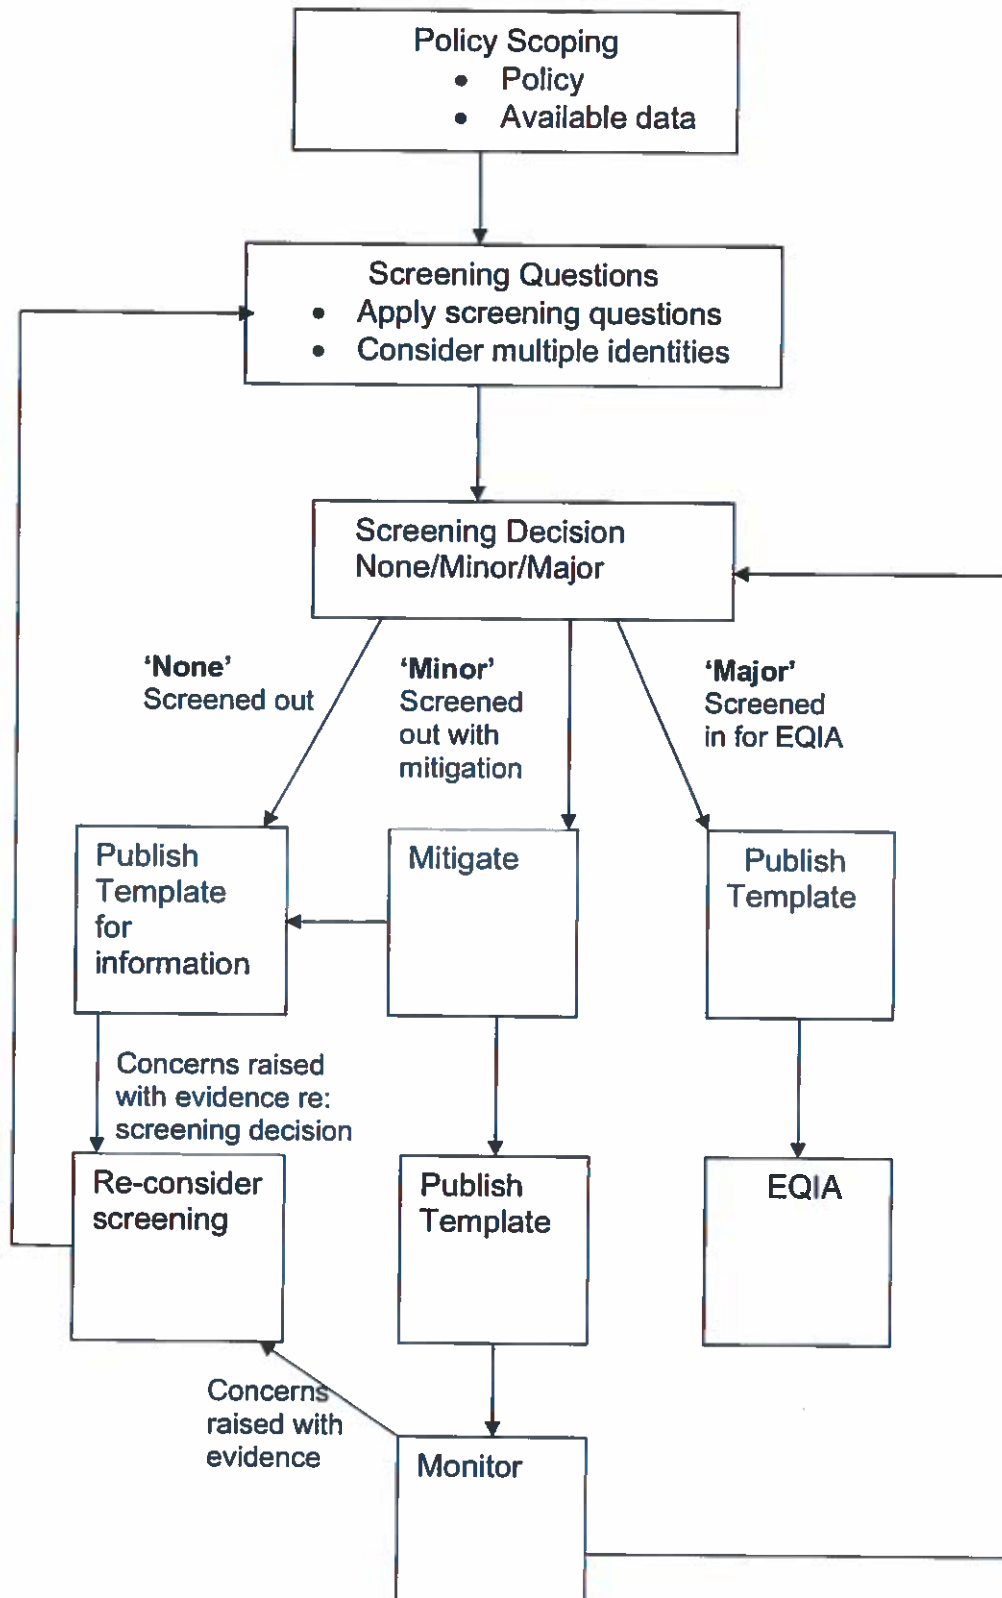 Policy Scoping
• Policy
• Available data
Screening Questions
• Apply screening questions
• Consider multiple identities
Screening Decision
None/Minor/Major
‘None’
Screened out
‘Minor’
Screened
out with
mitigation
‘Major’
Screened
in for EQIA
Publish
Template
for
information
Mitigate
Publish
Template
Concerns raised
with evidence re:
screening decision
Re-consider
screening
Publish
Template
EQIA
Concerns
raised with
evidence
Monitor